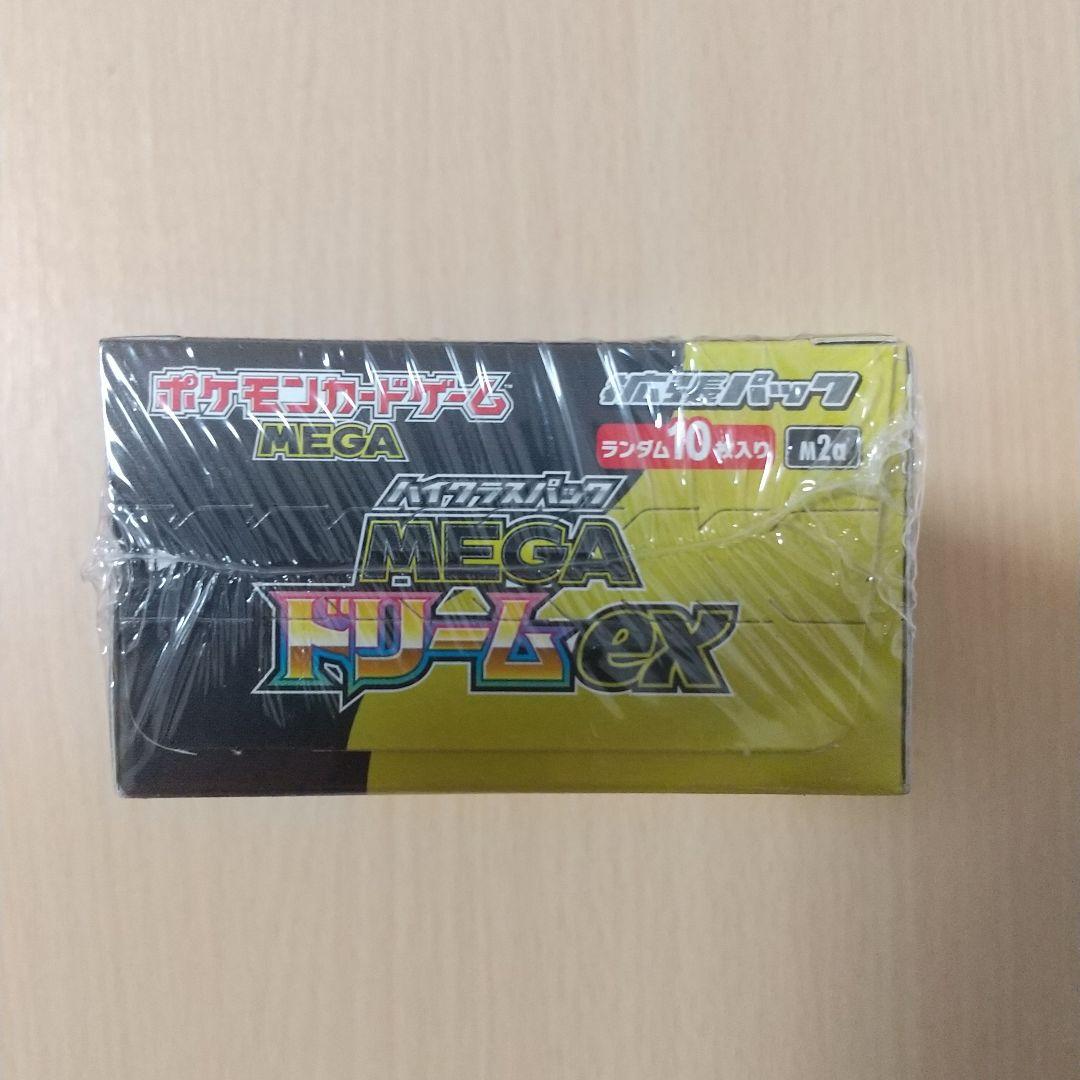 ポケモンカードゲーム™
MEGA
拡張パック
ランダム10枚入り
M2a
ハイクラスパック
MEGA
ドリームex